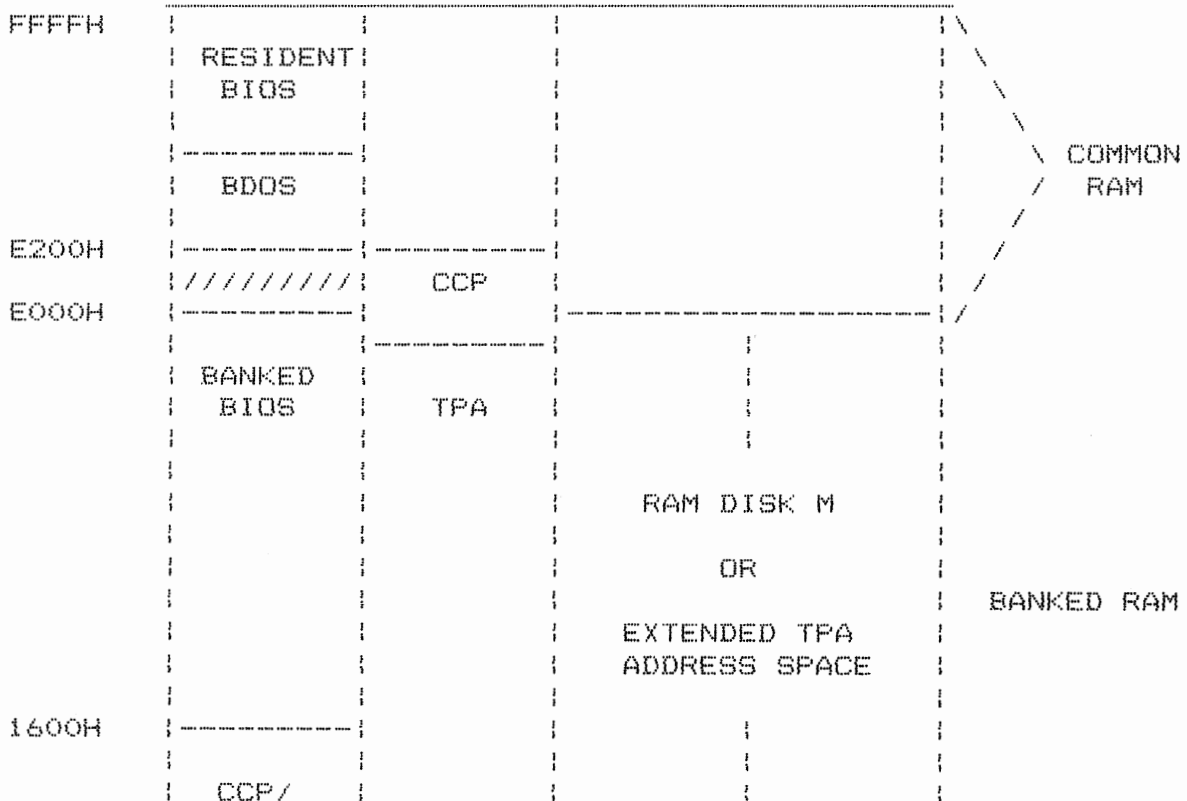 FFFFH
RESIDENT
BIOS
COMMON
BDOS RAM
E200H
///////// CCP
E000H
BANKED
BIOS TPA
RAM DISK M
OR
BANKED RAM
EXTENDED TPA
ADDRESS SPACE
1600H
CCP/